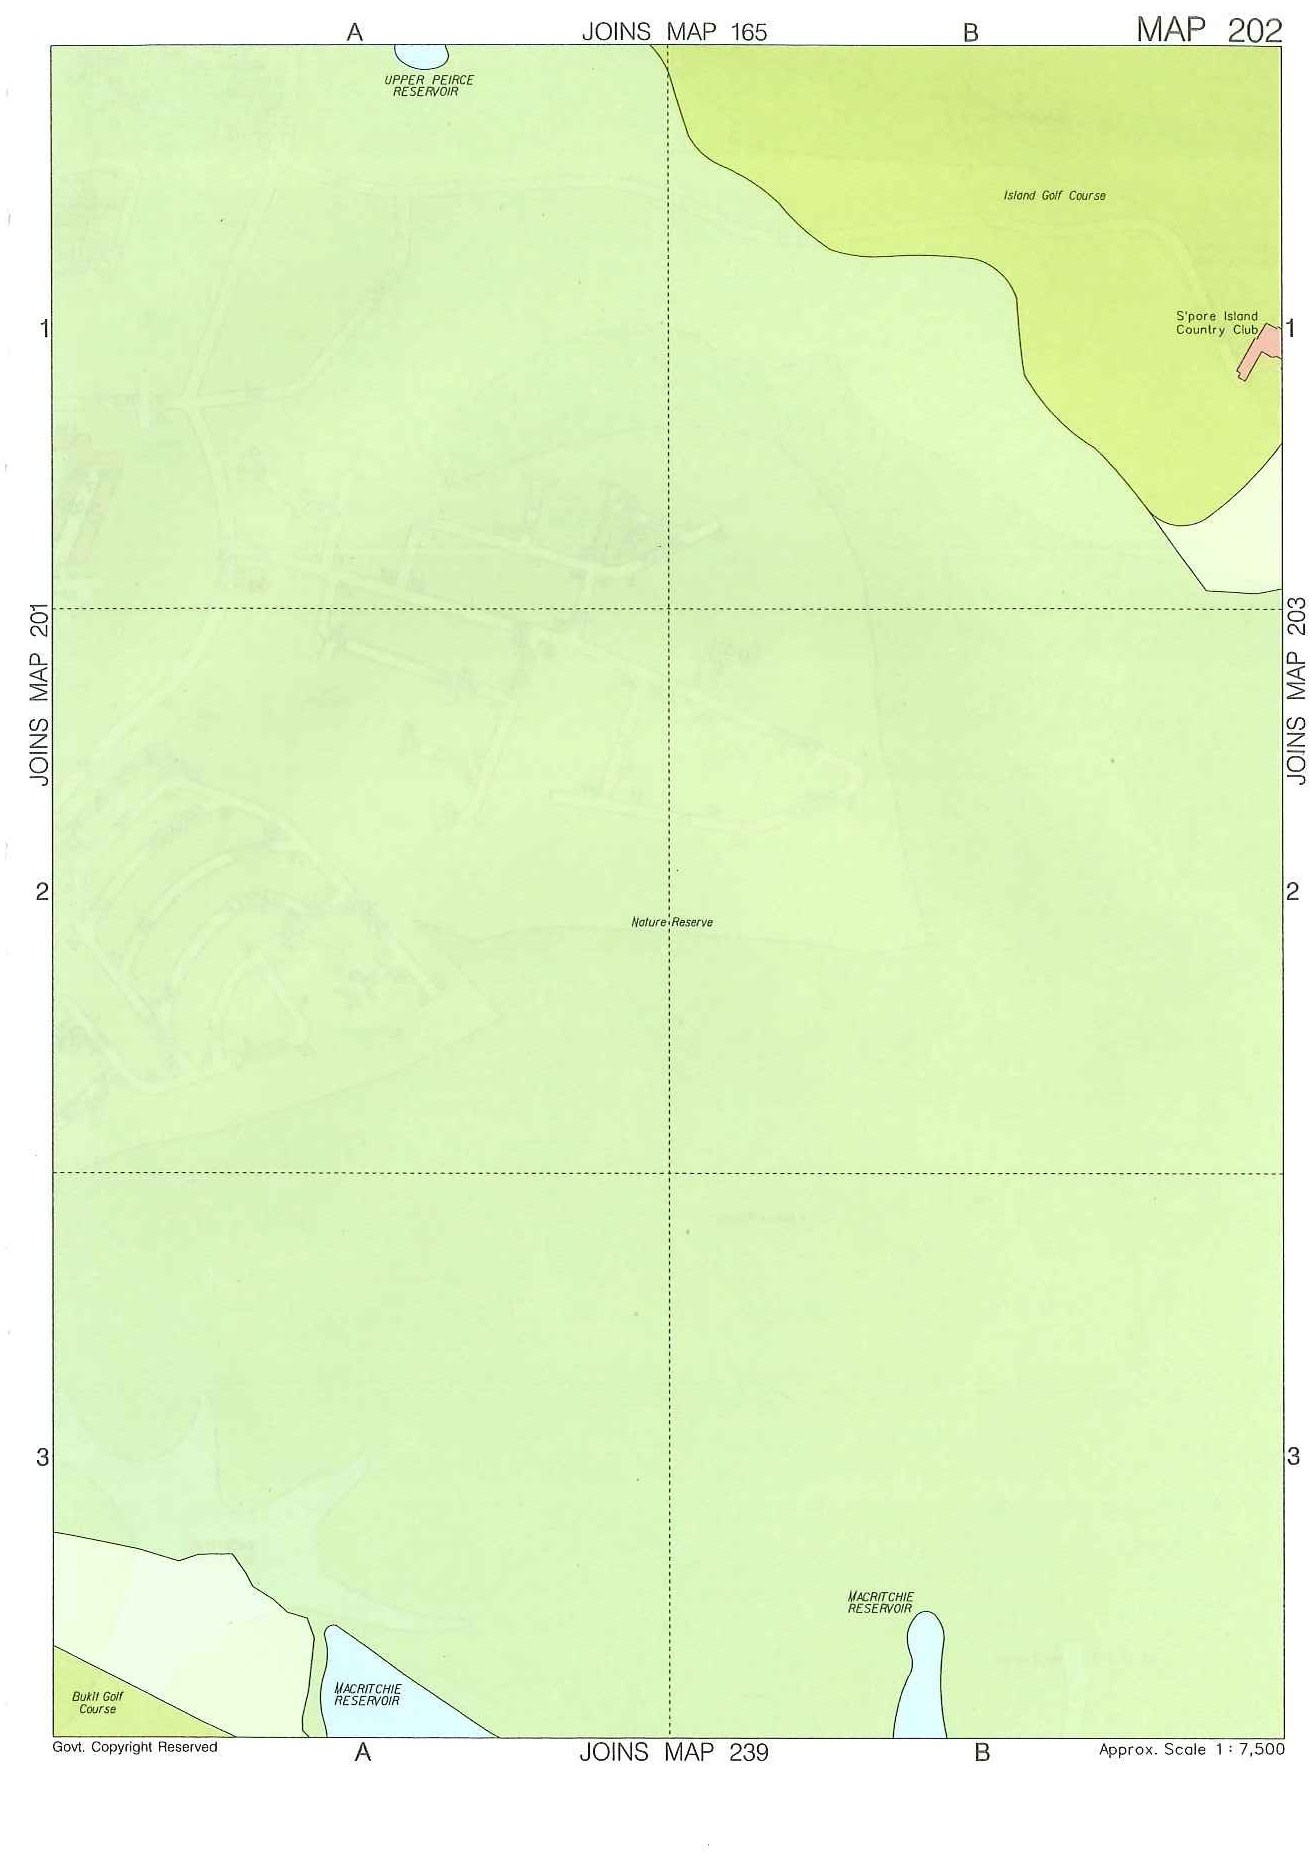 A
JOINS MAP 165
B
MAP 202
UPPER PEIRCE
RESERVOIR
Island Golf Course
S'pore Island
Country Club
1
1
JOINS MAP 201
JOINS MAP 203
2
2
Nature Reserve
3
3
MACRITCHIE
RESERVOIR
MACRITCHIE
RESERVOIR
Bukit Golf
Course
Govt. Copyright Reserved
A
JOINS MAP 239
B
Approx. Scale 1 : 7,500